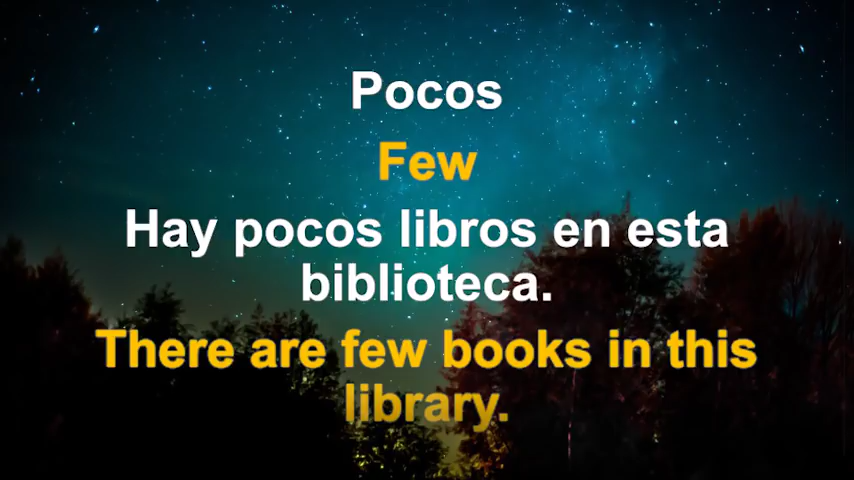 Pocos
Few
Hay pocos libros en esta
biblioteca.
There are few books in this
library.